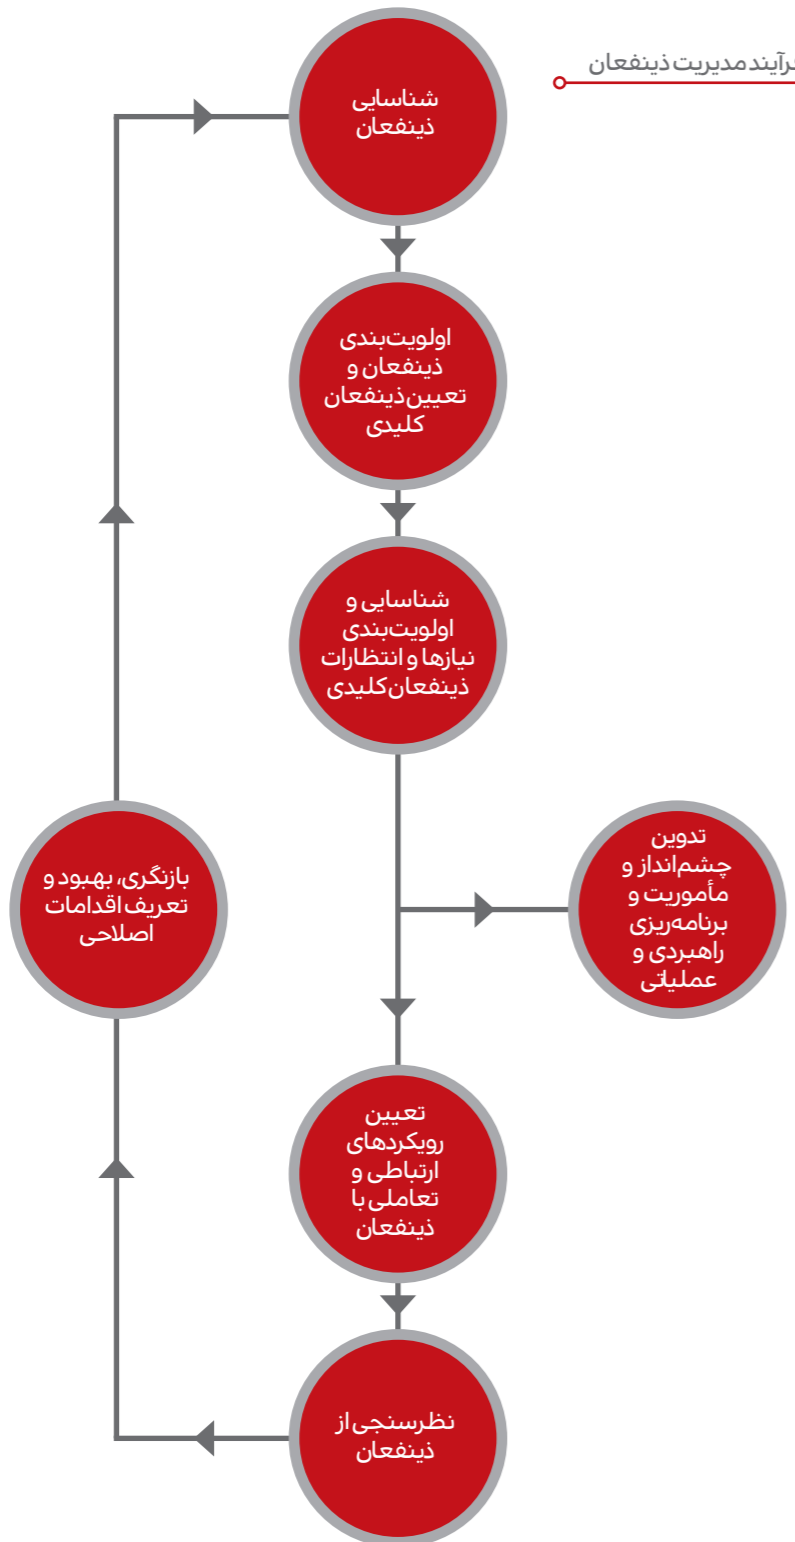 فرآیند مدیریت ذینفعان
شناسایی
ذینفعان
اولویت‌بندی
ذینفعان و
تعیین ذینفعان
کلیدی
شناسایی و
اولویت‌بندی
نیازها و انتظارات
ذینفعان کلیدی
تدوین
چشم‌انداز و
مأموریت و
برنامه‌ریزی
راهبردی و
عملیاتی
بازنگری، بهبود و
تعریف اقدامات
اصلاحی
تعیین
رویکردهای
ارتباطی و
تعاملی با
ذینفعان
نظرسنجی از
ذینفعان